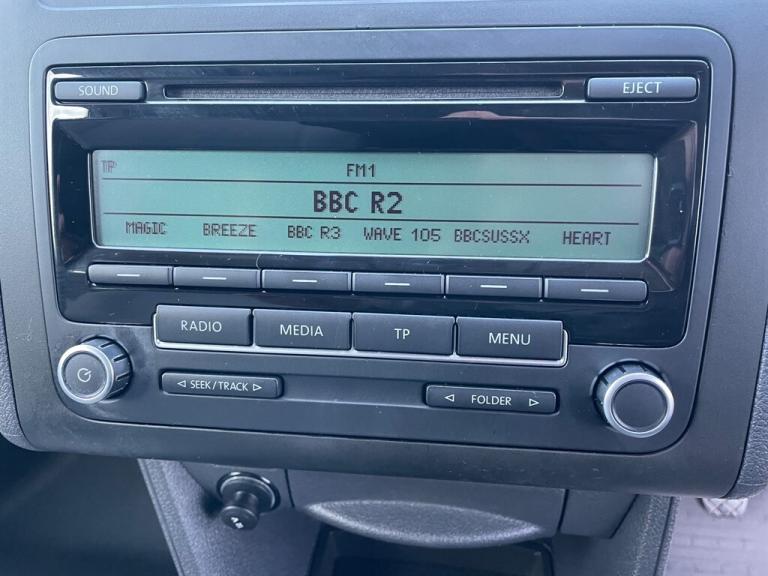 SOUND EJECT
TP FM1
BBC R2
MAGIC BREEZE BBC R3 WAVE 105 BBCSUSSX HEART
RADIO MEDIA TP MENU
SEEK/TRACK FOLDER